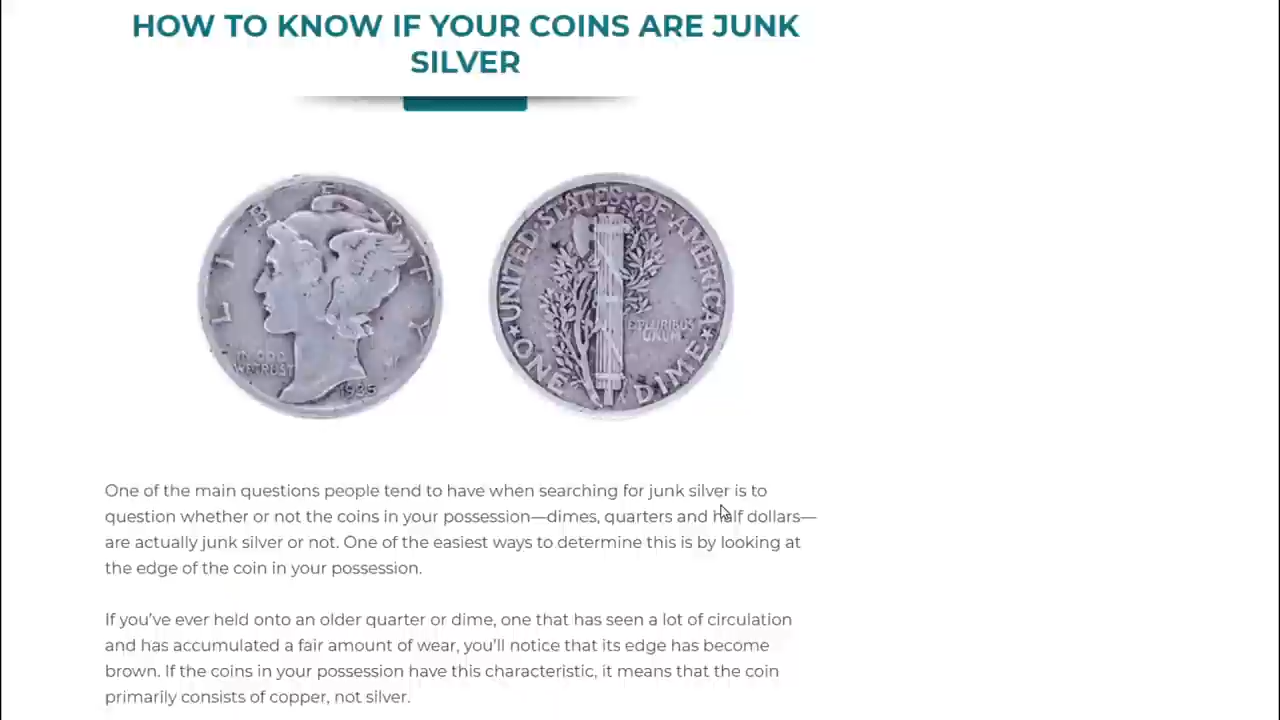 HOW TO KNOW IF YOUR COINS ARE JUNK
SILVER
LIBERTY
IN GOD
WE TRUST
1935
UNITED STATES OF AMERICA
E PLURIBUS
UNUM
ONE DIME
One of the main questions people tend to have when searching for junk silver is to
question whether or not the coins in your possession—dimes, quarters and half dollars—
are actually junk silver or not. One of the easiest ways to determine this is by looking at
the edge of the coin in your possession.
If you’ve ever held onto an older quarter or dime, one that has seen a lot of circulation
and has accumulated a fair amount of wear, you’ll notice that its edge has become
brown. If the coins in your possession have this characteristic, it means that the coin
primarily consists of copper, not silver.